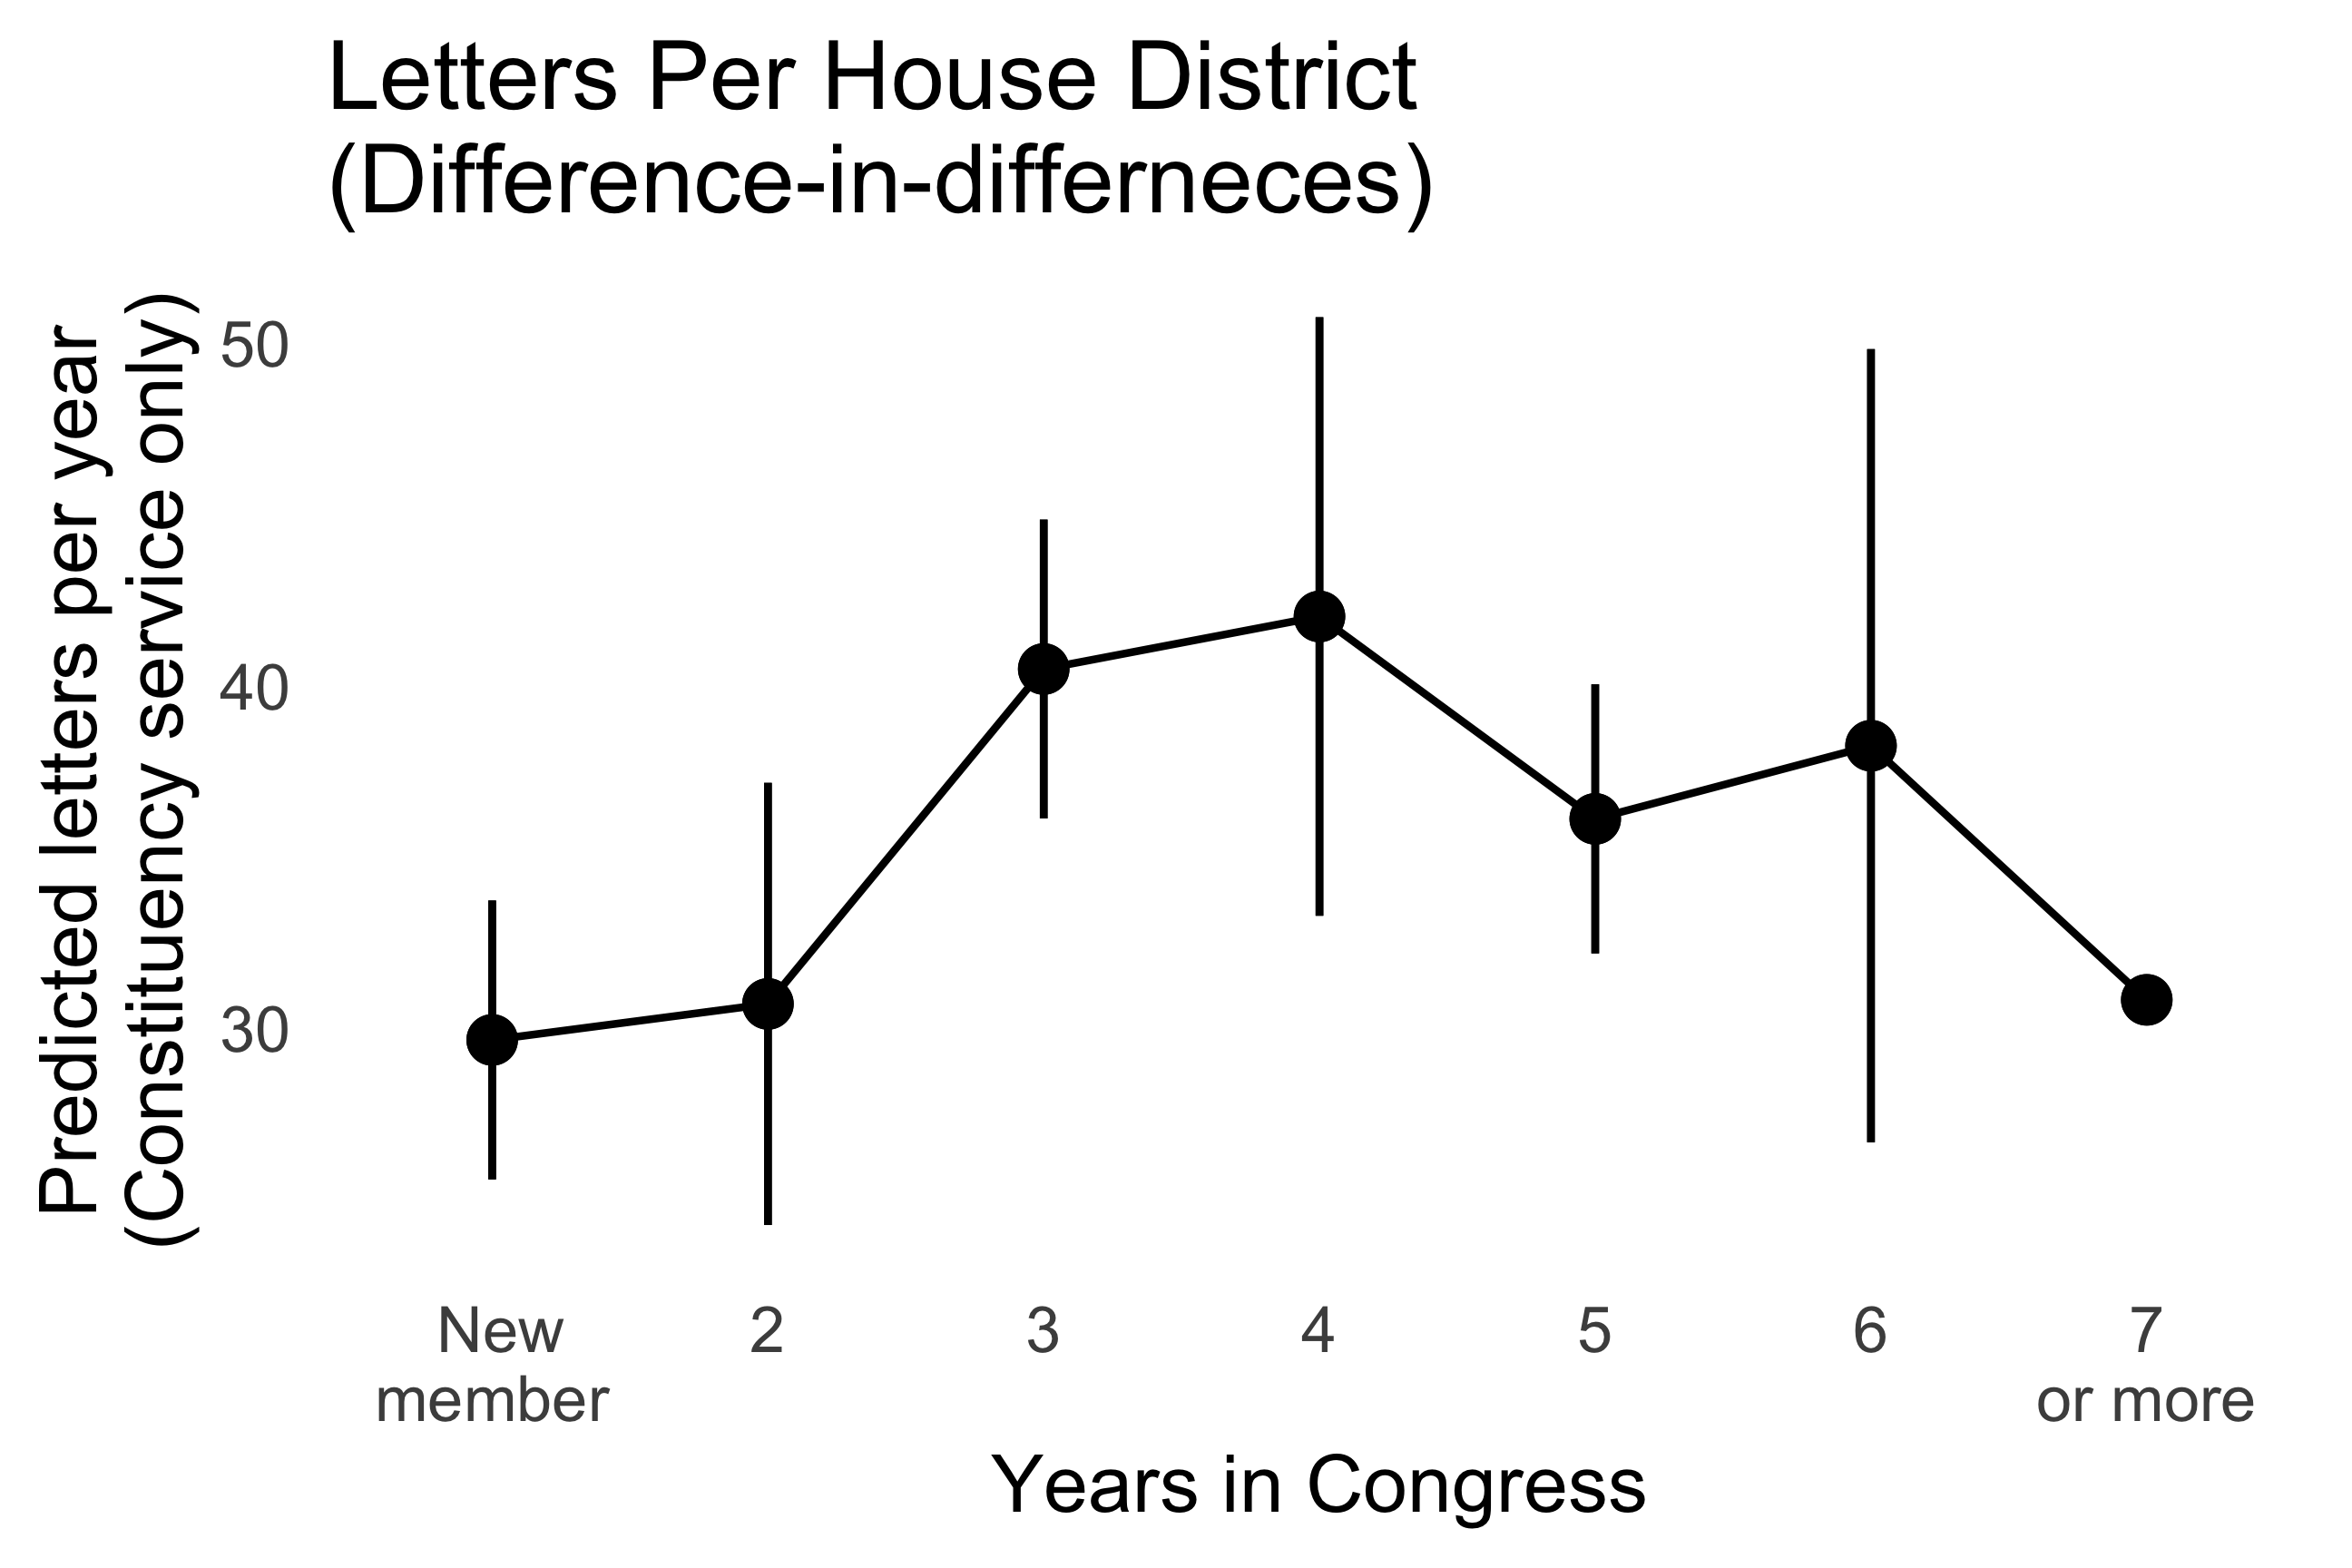 Letters Per House District
(Difference-in-differneces)
Predicted letters per year
(Constituency service only)
50
40
30
New
member
2
3
4
5
6
7
or more
Years in Congress